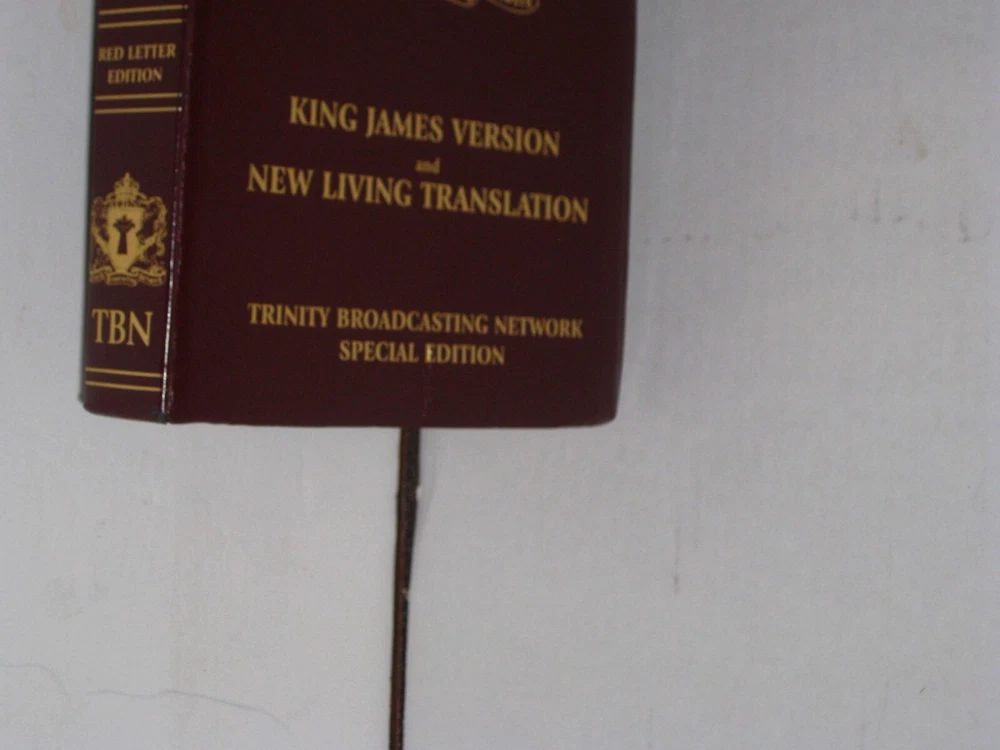 RED LETTER
EDITION
TBN
KING JAMES VERSION
and
NEW LIVING TRANSLATION
TRINITY BROADCASTING NETWORK
SPECIAL EDITION